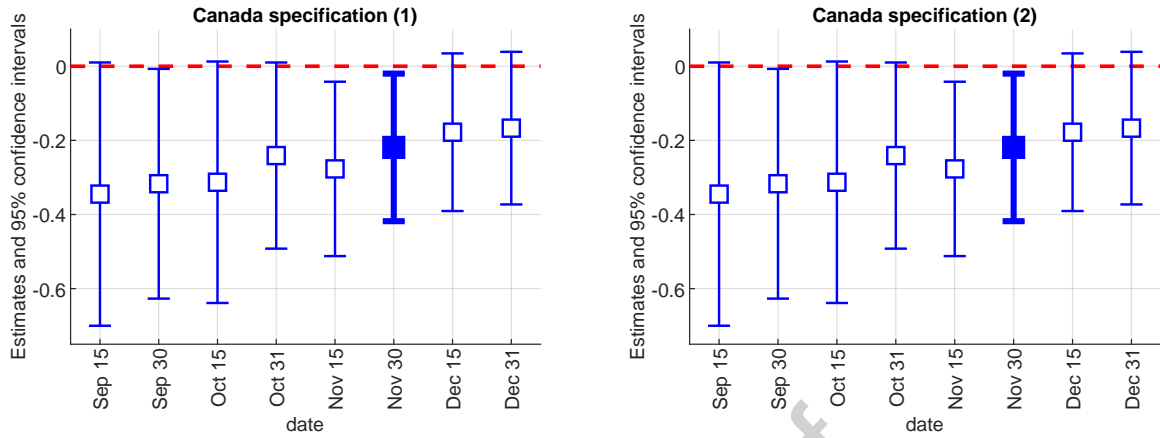 Canada specification (1)
Estimates and 95% confidence intervals
0
-0.2
-0.4
-0.6
Sep 15
Sep 30
Oct 15
Oct 31
Nov 15
Nov 30
Dec 15
Dec 31
date
Canada specification (2)
Estimates and 95% confidence intervals
0
-0.2
-0.4
-0.6
Sep 15
Sep 30
Oct 15
Oct 31
Nov 15
Nov 30
Dec 15
Dec 31
date
f